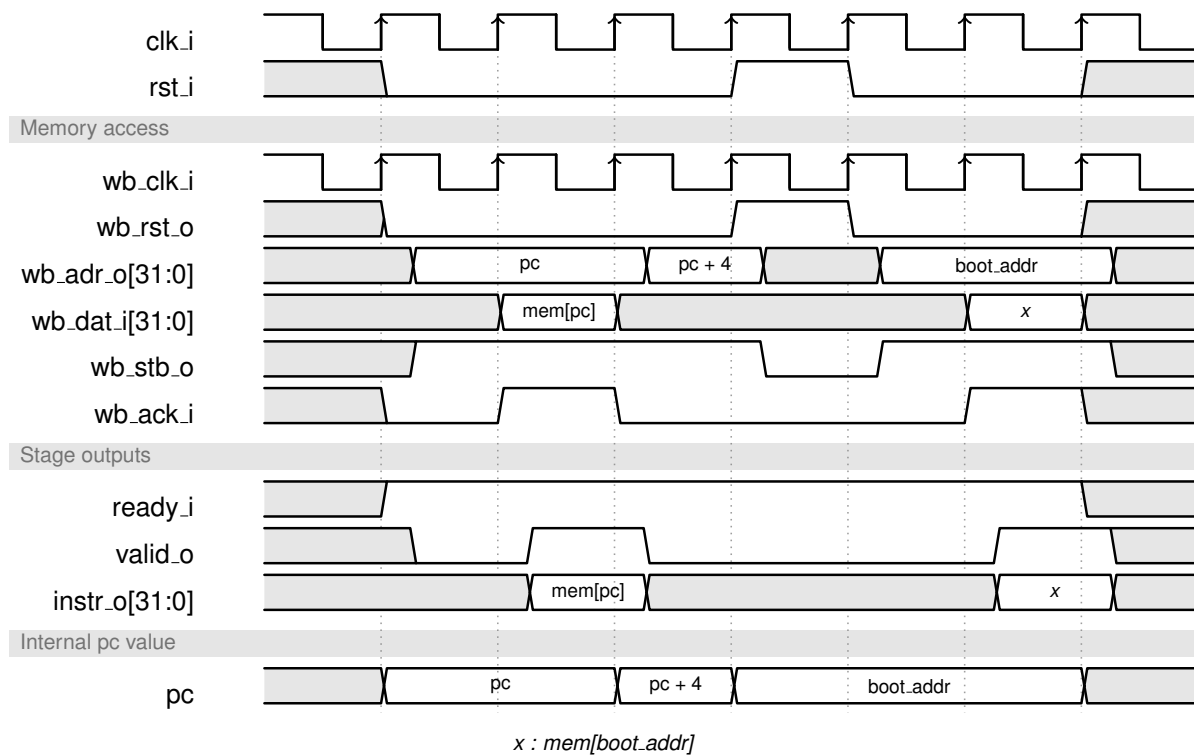 clk_i
rst_i
Memory access
wb_clk_i
wb_rst_o
wb_adr_o[31:0] pc pc + 4 boot_addr
wb_dat_i[31:0] mem[pc] x
wb_stb_o
wb_ack_i
Stage outputs
ready_i
valid_o
instr_o[31:0] mem[pc] x
Internal pc value
pc pc pc + 4 boot_addr
x : mem[boot_addr]